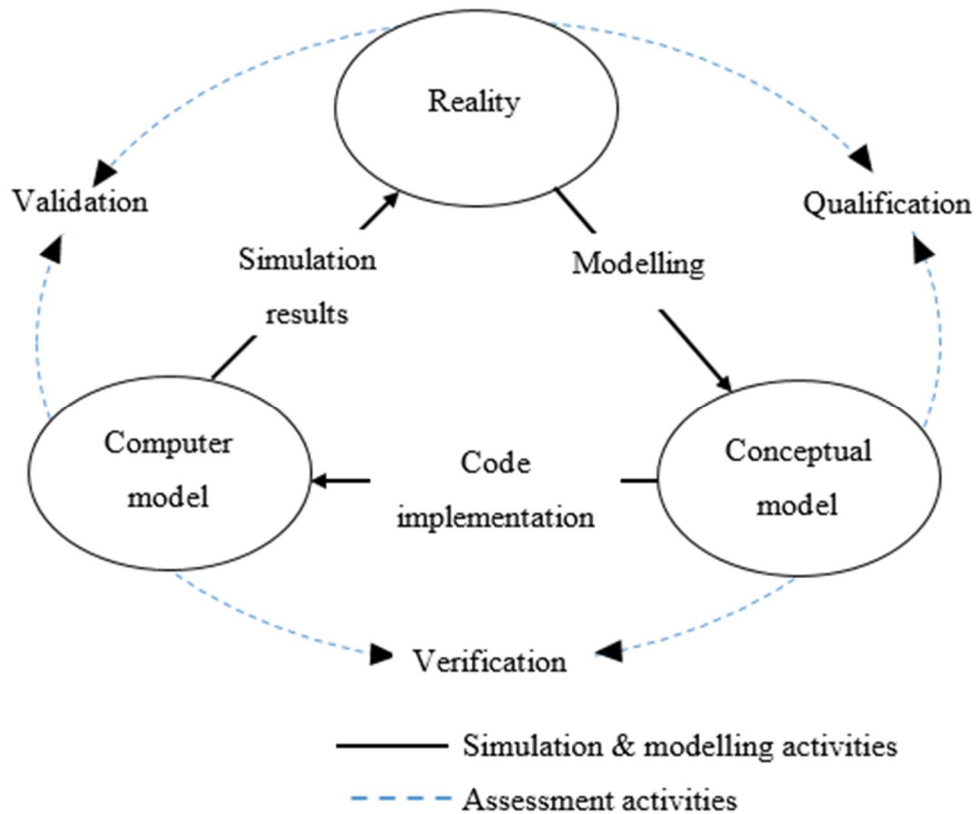 Reality
Validation
Qualification
Simulation
results
Modelling
Computer
model
Code
implementation
Conceptual
model
Verification
Simulation & modelling activities
Assessment activities